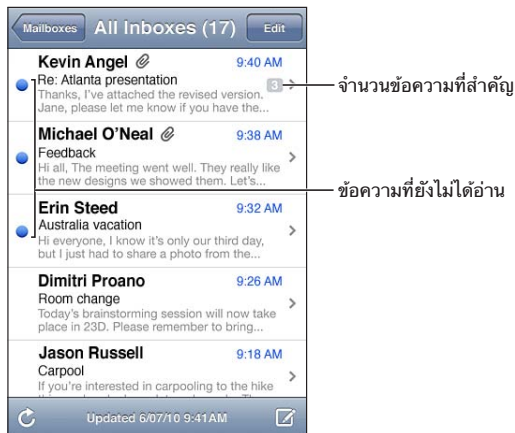 Mailboxes All Inboxes (17) Edit
Kevin Angel 9:40 AM
Re: Atlanta presentation
Thanks, I've attached the revised version. 3
Jane, please let me know if you have the...
จำนวนข้อความที่สำคัญ
Michael O'Neal 9:38 AM
Feedback
Hi all, The meeting went well. They really like
the new designs we showed them. Let's...
ข้อความที่ยังไม่ได้อ่าน
Erin Steed 9:32 AM
Australia vacation
Hi everyone, I know it's only our third day,
but I just had to share a photo from the...
Dimitri Proano 9:26 AM
Room change
Today's brainstorming session will now take
place in 23D. Please remember to bring...
Jason Russell 9:18 AM
Carpool
If you're interested in carpooling to the hike
Updated 6/07/10 9:41AM